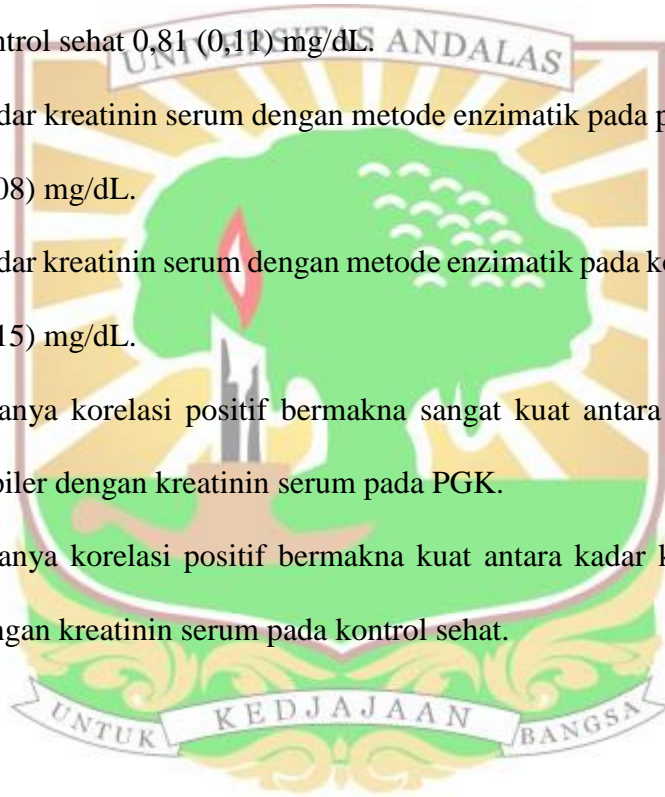 ntrol sehat 0,81 (0,11) mg/dL.
UNIVERSITAS ANDALAS
dar kreatinin serum dengan metode enzimatik pada p
08) mg/dL.
dar kreatinin serum dengan metode enzimatik pada ko
15) mg/dL.
anya korelasi positif bermakna sangat kuat antara
piler dengan kreatinin serum pada PGK.
anya korelasi positif bermakna kuat antara kadar k
ngan kreatinin serum pada kontrol sehat.
UNTUK KEDJAJAAN BANGSA